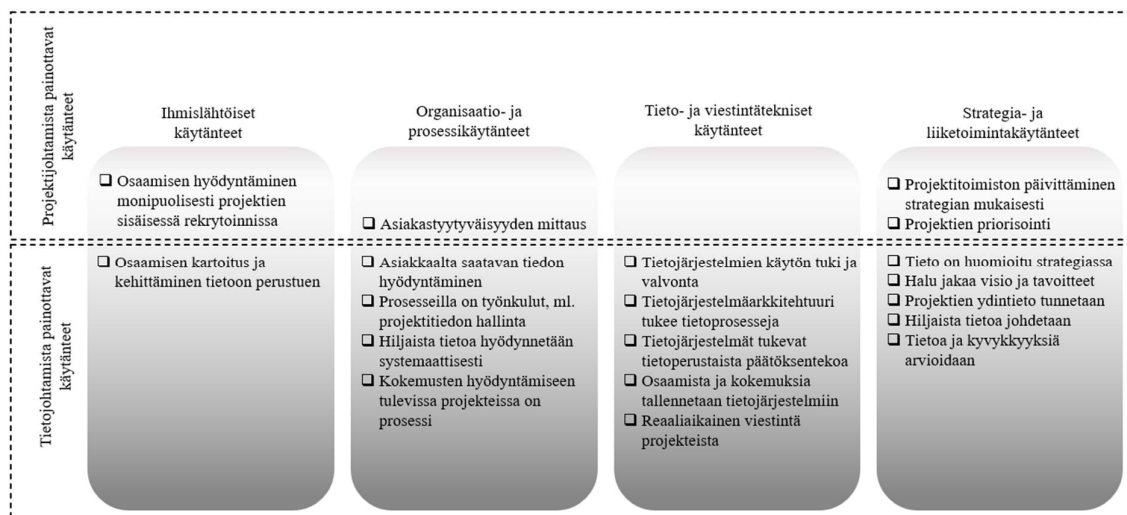 Projektijohtamista painottavat
käytänteet
Ihmislähtöiset
käytänteet
Organisaatio- ja
prosessikäytänteet
Tieto- ja viestintätekniset
käytänteet
Strategia- ja
liiketoimintakäytänteet
☐ Osaamisen hyödyntäminen
monipuolisesti projektien
sisäisessä rekrytoinnissa
☐ Asiakastyytyväisyyden mittaus
☐ Projektitoimiston päivittäminen
strategian mukaisesti
☐ Projektien priorisointi
Tietojohtamista painottavat
käytänteet
☐ Osaamisen kartoitus ja
kehittäminen tietoon perustuen
☐ Asiakkaalta saatavan tiedon
hyödyntäminen
☐ Prosesseilla on työnkulut, ml.
projektitiedon hallinta
☐ Hiljaista tietoa hyödynnetään
systemaattisesti
☐ Kokemusten hyödyntämiseen
tulevissa projekteissa on
prosessi
☐ Tietojärjestelmien käytön tuki ja
valvonta
☐ Tietojärjestelmäarkkitehtuuri
tukee tietoprosesseja
☐ Tietojärjestelmät tukevat
tietoperustaista päätöksentekoa
☐ Osaamista ja kokemuksia
tallennetaan tietojärjestelmiin
☐ Reaaliaikainen viestintä
projekteista
☐ Tieto on huomioitu strategiassa
☐ Halu jakaa visio ja tavoitteet
☐ Projektien ydintieto tunnetaan
☐ Hiljaista tietoa johdetaan
☐ Tietoa ja kyvykkyyksiä
arvioidaan